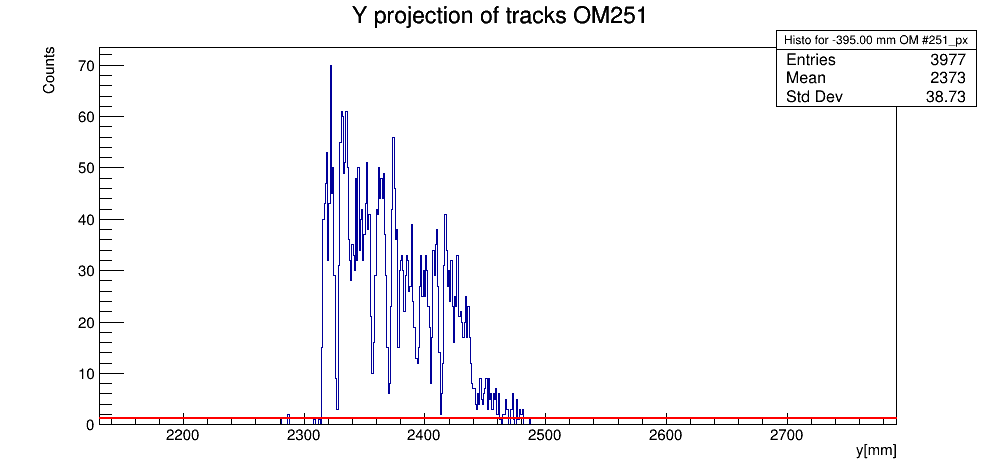 Y projection of tracks OM251
Histo for -395.00 mm OM #251_px
Entries 3977
Mean 2373
Std Dev 38.73
Counts
70
60
50
40
30
20
10
0
2200 2300 2400 2500 2600 2700
y[mm]